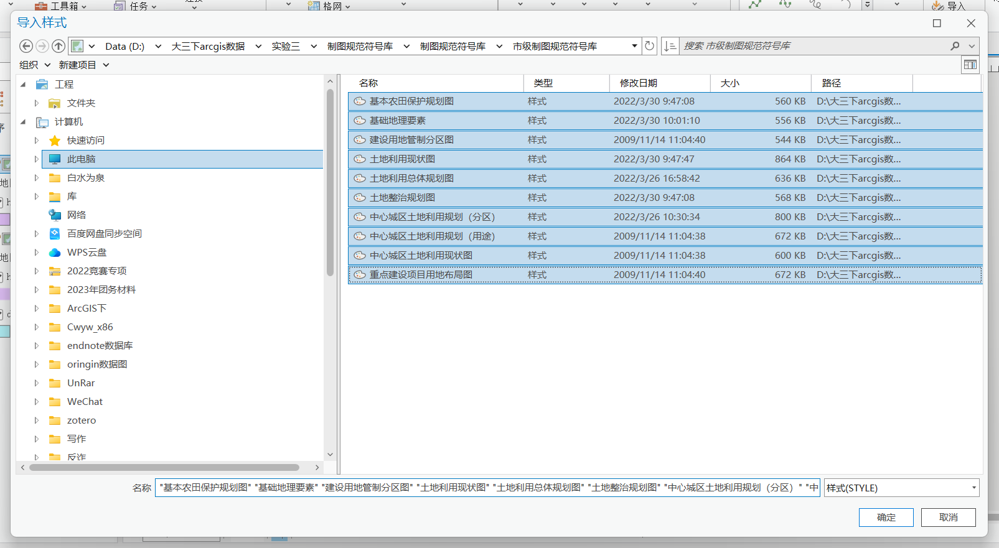 工具箱
任务
格网
导入
导入样式
Data (D:) 大三下arcgis数据 实验三 制图规范符号库 制图规范符号库 市级制图规范符号库
搜索 市级制图规范符号库
组织 新建项目
工程
文件夹
计算机
快速访问
此电脑
白水为泉
库
网络
百度网盘同步空间
WPS云盘
2022竞赛专项
2023年团务材料
ArcGIS下
Cwyw_x86
endnote数据库
oringin数据图
UnRar
WeChat
zotero
写作
反诈
名称 类型 修改日期 大小 路径
基本农田保护规划图 样式 2022/3/30 9:47:08 560 KB D:\大三下arcgis数...
基础地理要素 样式 2022/3/30 10:01:10 556 KB D:\大三下arcgis数...
建设用地管制分区图 样式 2009/11/14 11:04:40 544 KB D:\大三下arcgis数...
土地利用现状图 样式 2022/3/30 9:47:47 864 KB D:\大三下arcgis数...
土地利用总体规划图 样式 2022/3/26 16:58:42 636 KB D:\大三下arcgis数...
土地整治规划图 样式 2022/3/30 9:47:08 568 KB D:\大三下arcgis数...
中心城区土地利用规划（分区） 样式 2022/3/26 10:30:34 800 KB D:\大三下arcgis数...
中心城区土地利用规划（用途） 样式 2009/11/14 11:04:38 672 KB D:\大三下arcgis数...
中心城区土地利用现状图 样式 2009/11/14 11:04:38 600 KB D:\大三下arcgis数...
重点建设项目用地布局图 样式 2009/11/14 11:04:40 672 KB D:\大三下arcgis数...
名称 "基本农田保护规划图" "基础地理要素" "建设用地管制分区图" "土地利用现状图" "土地利用总体规划图" "土地整治规划图" "中心城区土地利用规划（分区）" "中
样式(STYLE)
确定 取消